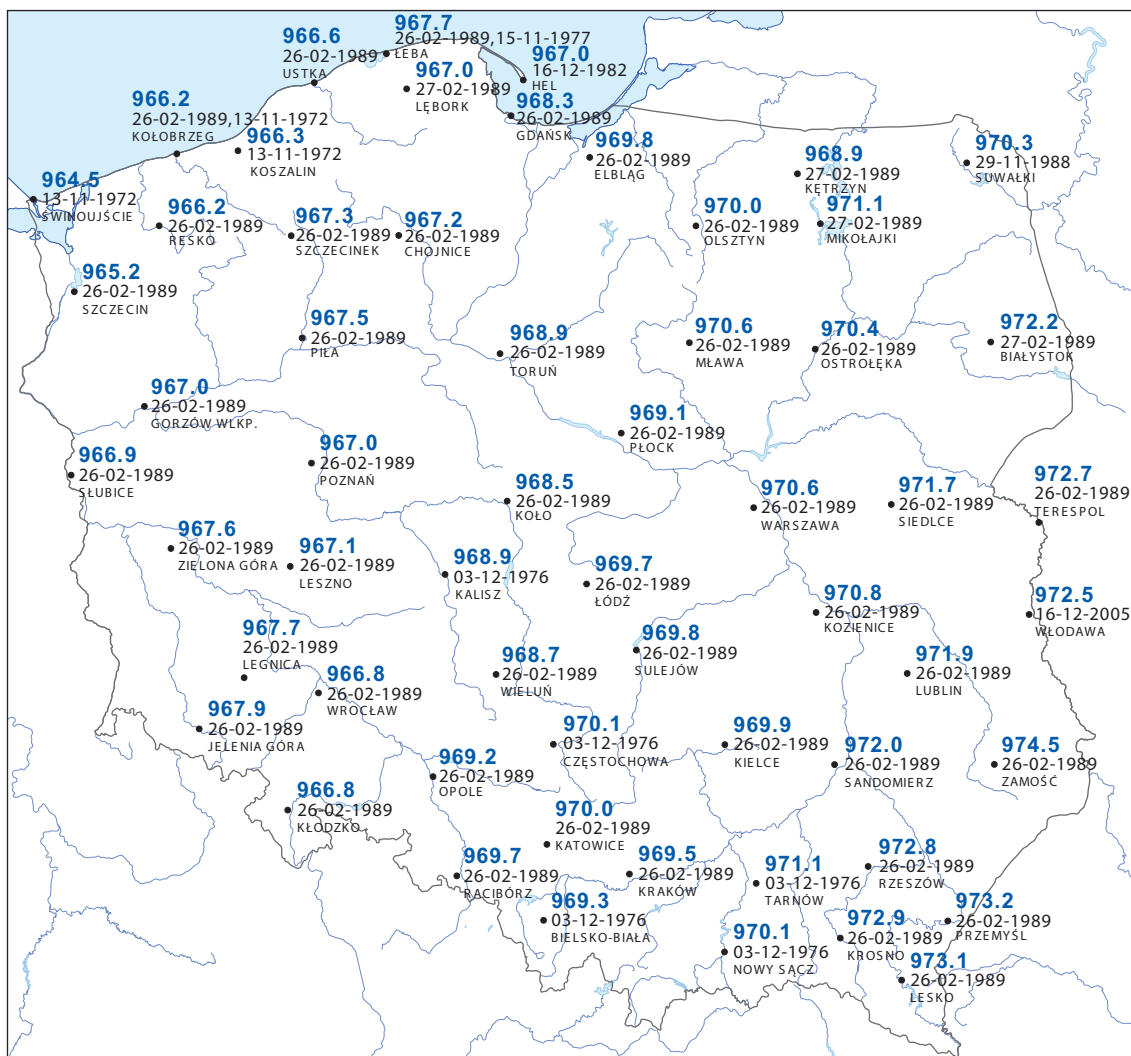 967.7
26-02-1989,15-11-1977
ŁEBA
966.6
26-02-1989
USTKA
967.0
27-02-1989
LĘBORK
967.0
16-12-1982
HEL
968.3
26-02-1989
GDAŃSK
966.2
26-02-1989,13-11-1972
KOŁOBRZEG
966.3
13-11-1972
KOSZALIN
969.8
26-02-1989
ELBLĄG
968.9
27-02-1989
KĘTRZYN
970.3
29-11-1988
SUWAŁKI
964.5
13-11-1972
ŚWINOUJŚCIE
966.2
26-02-1989
RESKO
967.3
26-02-1989
SZCZECINEK
967.2
26-02-1989
CHOJNICE
970.0
26-02-1989
OLSZTYN
971.1
27-02-1989
MIKOŁAJKI
965.2
26-02-1989
SZCZECIN
967.5
26-02-1989
PIŁA
968.9
26-02-1989
TORUŃ
970.6
26-02-1989
MŁAWA
970.4
26-02-1989
OSTROŁĘKA
972.2
27-02-1989
BIAŁYSTOK
967.0
26-02-1989
GORZÓW WLKP.
969.1
26-02-1989
PŁOCK
966.9
26-02-1989
SŁUBICE
967.0
26-02-1989
POZNAŃ
968.5
26-02-1989
KOŁO
970.6
26-02-1989
WARSZAWA
971.7
26-02-1989
SIEDLCE
972.7
26-02-1989
TERESPOL
967.6
26-02-1989
ZIELONA GÓRA
967.1
26-02-1989
LESZNO
968.9
03-12-1976
KALISZ
969.7
26-02-1989
ŁÓDŹ
970.8
26-02-1989
KOZIENICE
972.5
16-12-2005
WŁODAWA
967.7
26-02-1989
LEGNICA
966.8
26-02-1989
WROCŁAW
968.7
26-02-1989
WIELUŃ
969.8
26-02-1989
SULEJÓW
971.9
26-02-1989
LUBLIN
967.9
26-02-1989
JELENIA GÓRA
970.1
03-12-1976
CZĘSTOCHOWA
969.9
26-02-1989
KIELCE
972.0
26-02-1989
SANDOMIERZ
974.5
26-02-1989
ZAMOŚĆ
969.2
26-02-1989
OPOLE
966.8
26-02-1989
KŁODZKO
970.0
26-02-1989
KATOWICE
969.7
26-02-1989
RACIBÓRZ
969.5
26-02-1989
KRAKÓW
971.1
03-12-1976
TARNÓW
972.8
26-02-1989
RZESZÓW
969.3
03-12-1976
BIELSKO-BIAŁA
970.1
03-12-1976
NOWY SĄCZ
972.9
26-02-1989
KROSNO
973.2
26-02-1989
PRZEMYŚL
973.1
26-02-1989
LESKO